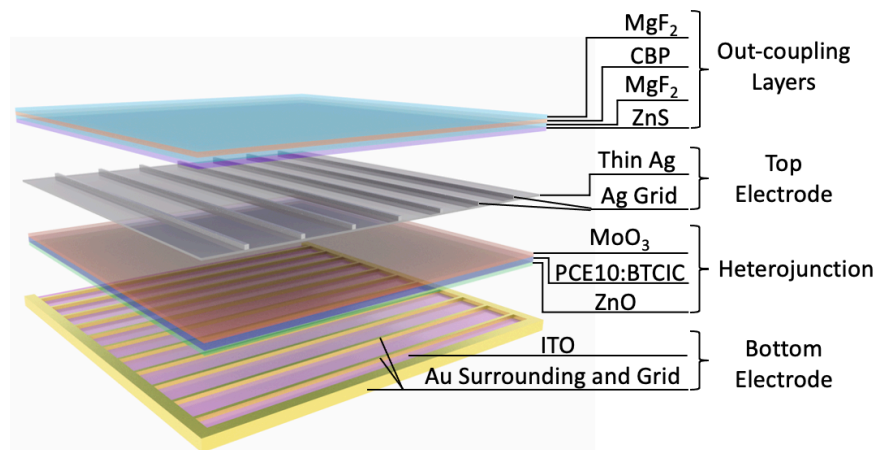 MgF₂
CBP
MgF₂
ZnS
Out-coupling
Layers
Thin Ag
Ag Grid
Top
Electrode
MoO₃
PCE10:BTCIC
ZnO
Heterojunction
ITO
Au Surrounding and Grid
Bottom
Electrode